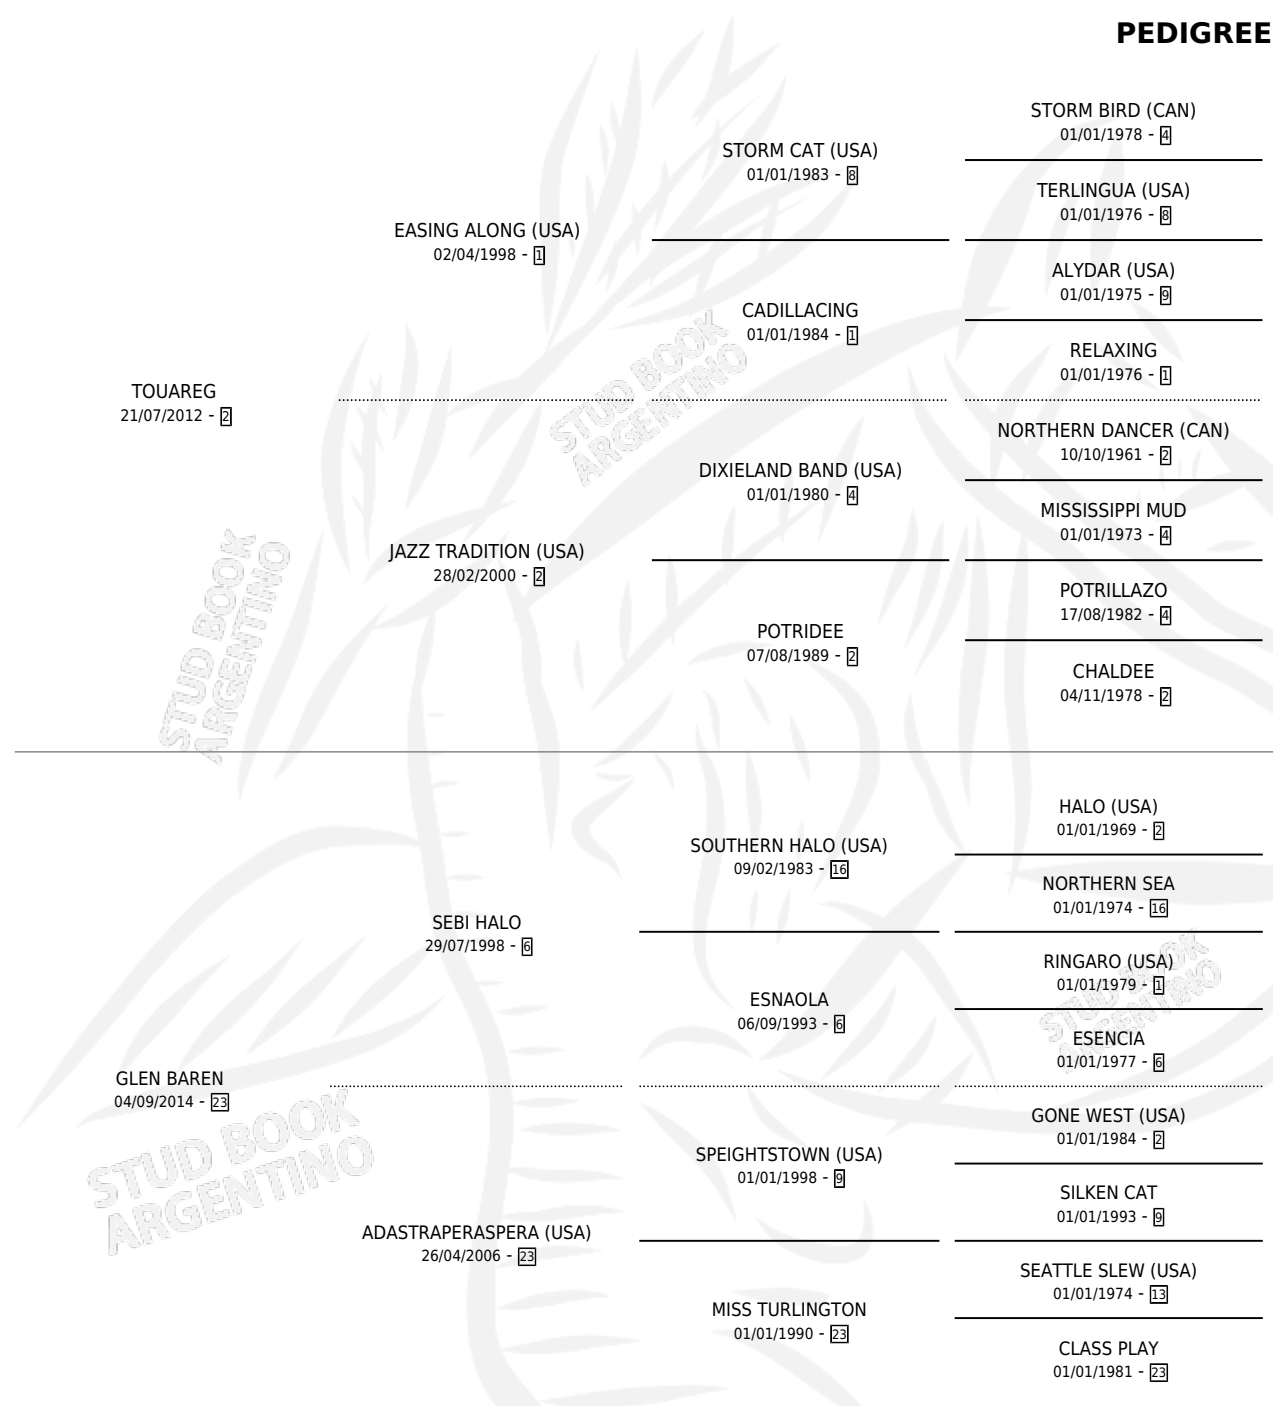 PEDIGREE
STORM BIRD (CAN)
01/01/1978 - 4
STORM CAT (USA)
01/01/1983 - 8
TERLINGUA (USA)
01/01/1976 - 8
EASING ALONG (USA)
02/04/1998 - 1
ALYDAR (USA)
01/01/1975 - 9
CADILLACING
01/01/1984 - 1
RELAXING
01/01/1976 - 1
TOUAREG
21/07/2012 - 2
NORTHERN DANCER (CAN)
10/10/1961 - 2
DIXIELAND BAND (USA)
01/01/1980 - 4
MISSISSIPPI MUD
01/01/1973 - 4
JAZZ TRADITION (USA)
28/02/2000 - 2
POTRILLAZO
17/08/1982 - 4
POTRIDEE
07/08/1989 - 2
CHALDEE
04/11/1978 - 2
STUD BOOK
ARGENTINO
STUD BOOK
ARGENTINO
HALO (USA)
01/01/1969 - 2
SOUTHERN HALO (USA)
09/02/1983 - 16
NORTHERN SEA
01/01/1974 - 16
SEBI HALO
29/07/1998 - 6
RINGARO (USA)
01/01/1979 - 1
ESNAOLA
06/09/1993 - 6
ESENCIA
01/01/1977 - 6
GLEN BAREN
04/09/2014 - 23
GONE WEST (USA)
01/01/1984 - 2
SPEIGHTSTOWN (USA)
01/01/1998 - 9
SILKEN CAT
01/01/1993 - 9
ADASTRAPERASPERA (USA)
26/04/2006 - 23
SEATTLE SLEW (USA)
01/01/1974 - 13
MISS TURLINGTON
01/01/1990 - 23
CLASS PLAY
01/01/1981 - 23
STUD BOOK
ARGENTINO
STUD BOOK
ARGENTINO